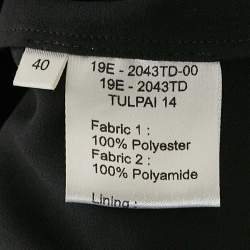 40
19E - 2043TD-00
19E - 2043TD
TULPAI 14
Fabric 1 :
100% Polyester
Fabric 2 :
100% Polyamide
Lining :